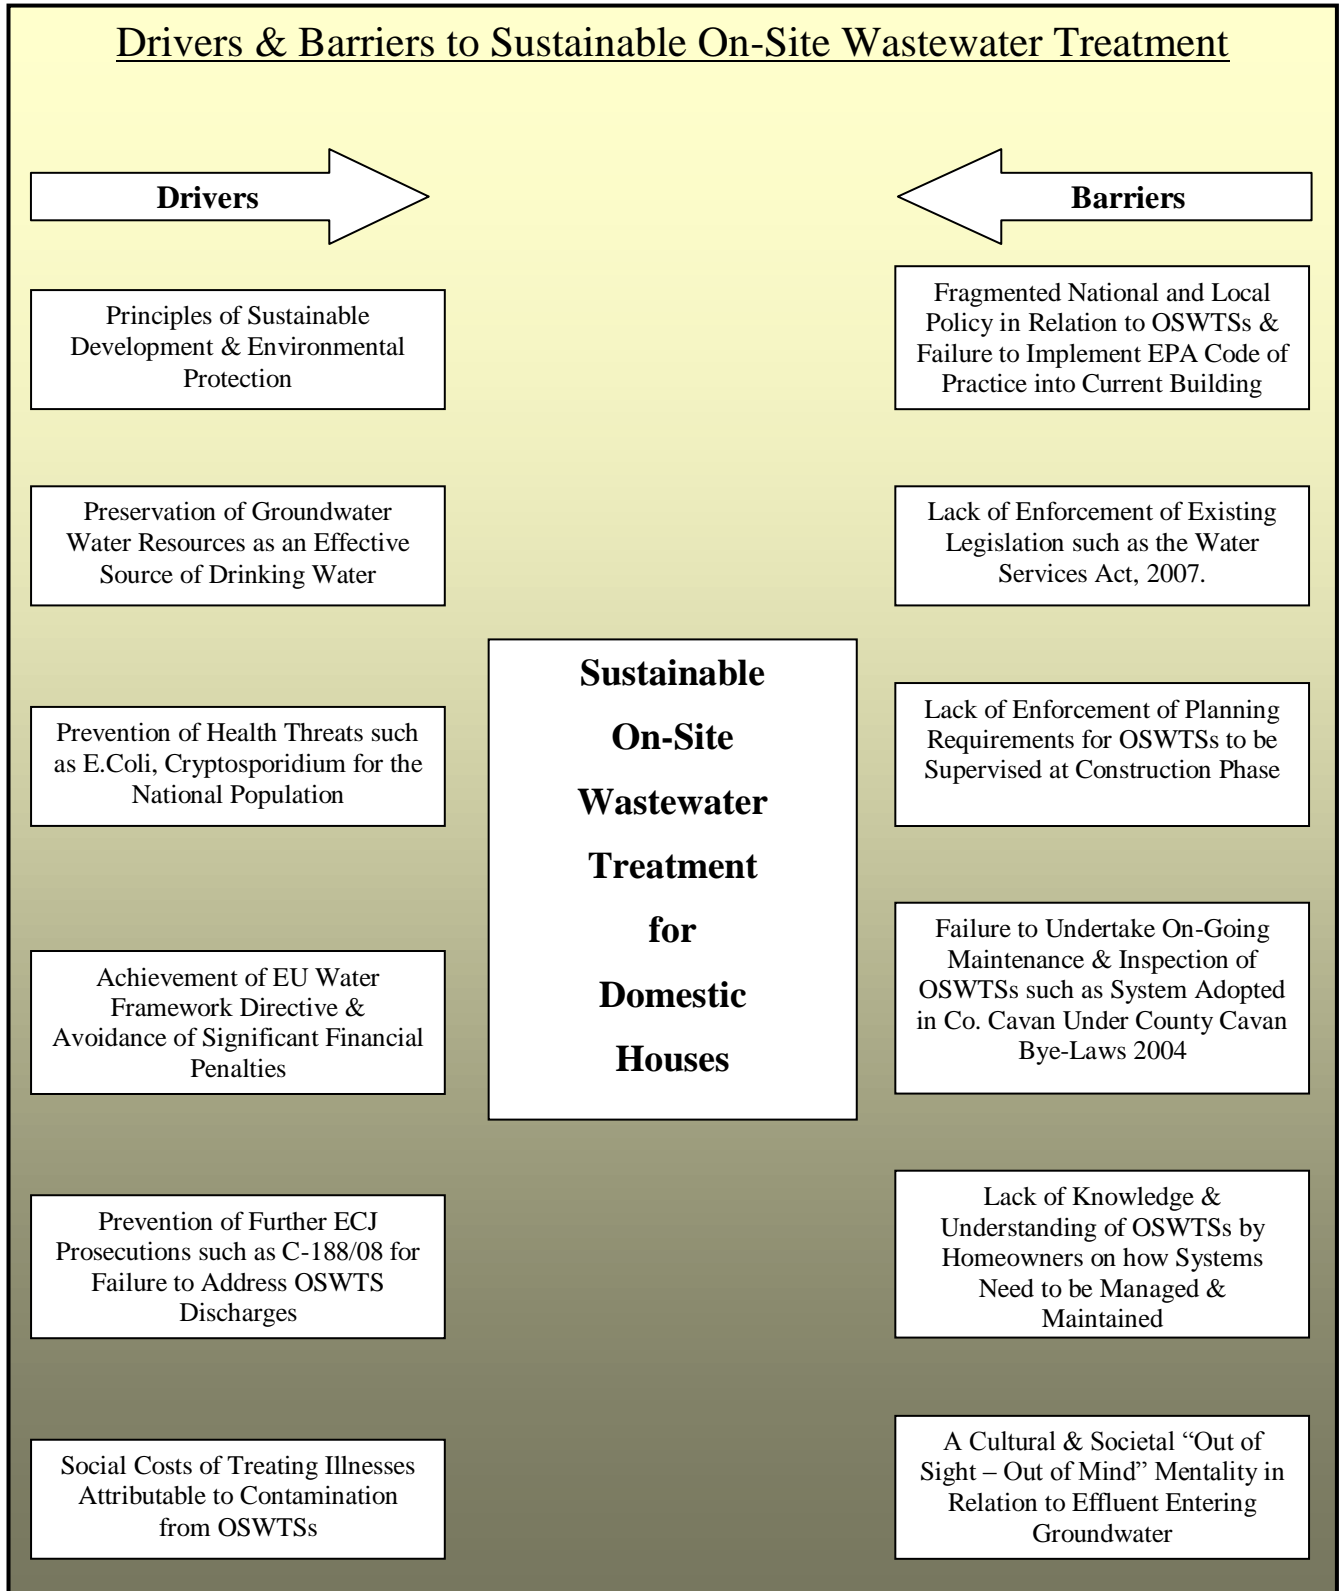 Drivers & Barriers to Sustainable On-Site Wastewater Treatment
Drivers
Principles of Sustainable
Development & Environmental
Protection
Preservation of Groundwater
Water Resources as an Effective
Source of Drinking Water
Prevention of Health Threats such
as E.Coli, Cryptosporidium for the
National Population
Achievement of EU Water
Framework Directive &
Avoidance of Significant Financial
Penalties
Prevention of Further ECJ
Prosecutions such as C-188/08 for
Failure to Address OSWTS
Discharges
Social Costs of Treating Illnesses
Attributable to Contamination
from OSWTSs
Sustainable
On-Site
Wastewater
Treatment
for
Domestic
Houses
Barriers
Fragmented National and Local
Policy in Relation to OSWTSs &
Failure to Implement EPA Code of
Practice into Current Building
Lack of Enforcement of Existing
Legislation such as the Water
Services Act, 2007.
Lack of Enforcement of Planning
Requirements for OSWTSs to be
Supervised at Construction Phase
Failure to Undertake On-Going
Maintenance & Inspection of
OSWTSs such as System Adopted
in Co. Cavan Under County Cavan
Bye-Laws 2004
Lack of Knowledge &
Understanding of OSWTSs by
Homeowners on how Systems
Need to be Managed &
Maintained
A Cultural & Societal “Out of
Sight – Out of Mind” Mentality in
Relation to Effluent Entering
Groundwater